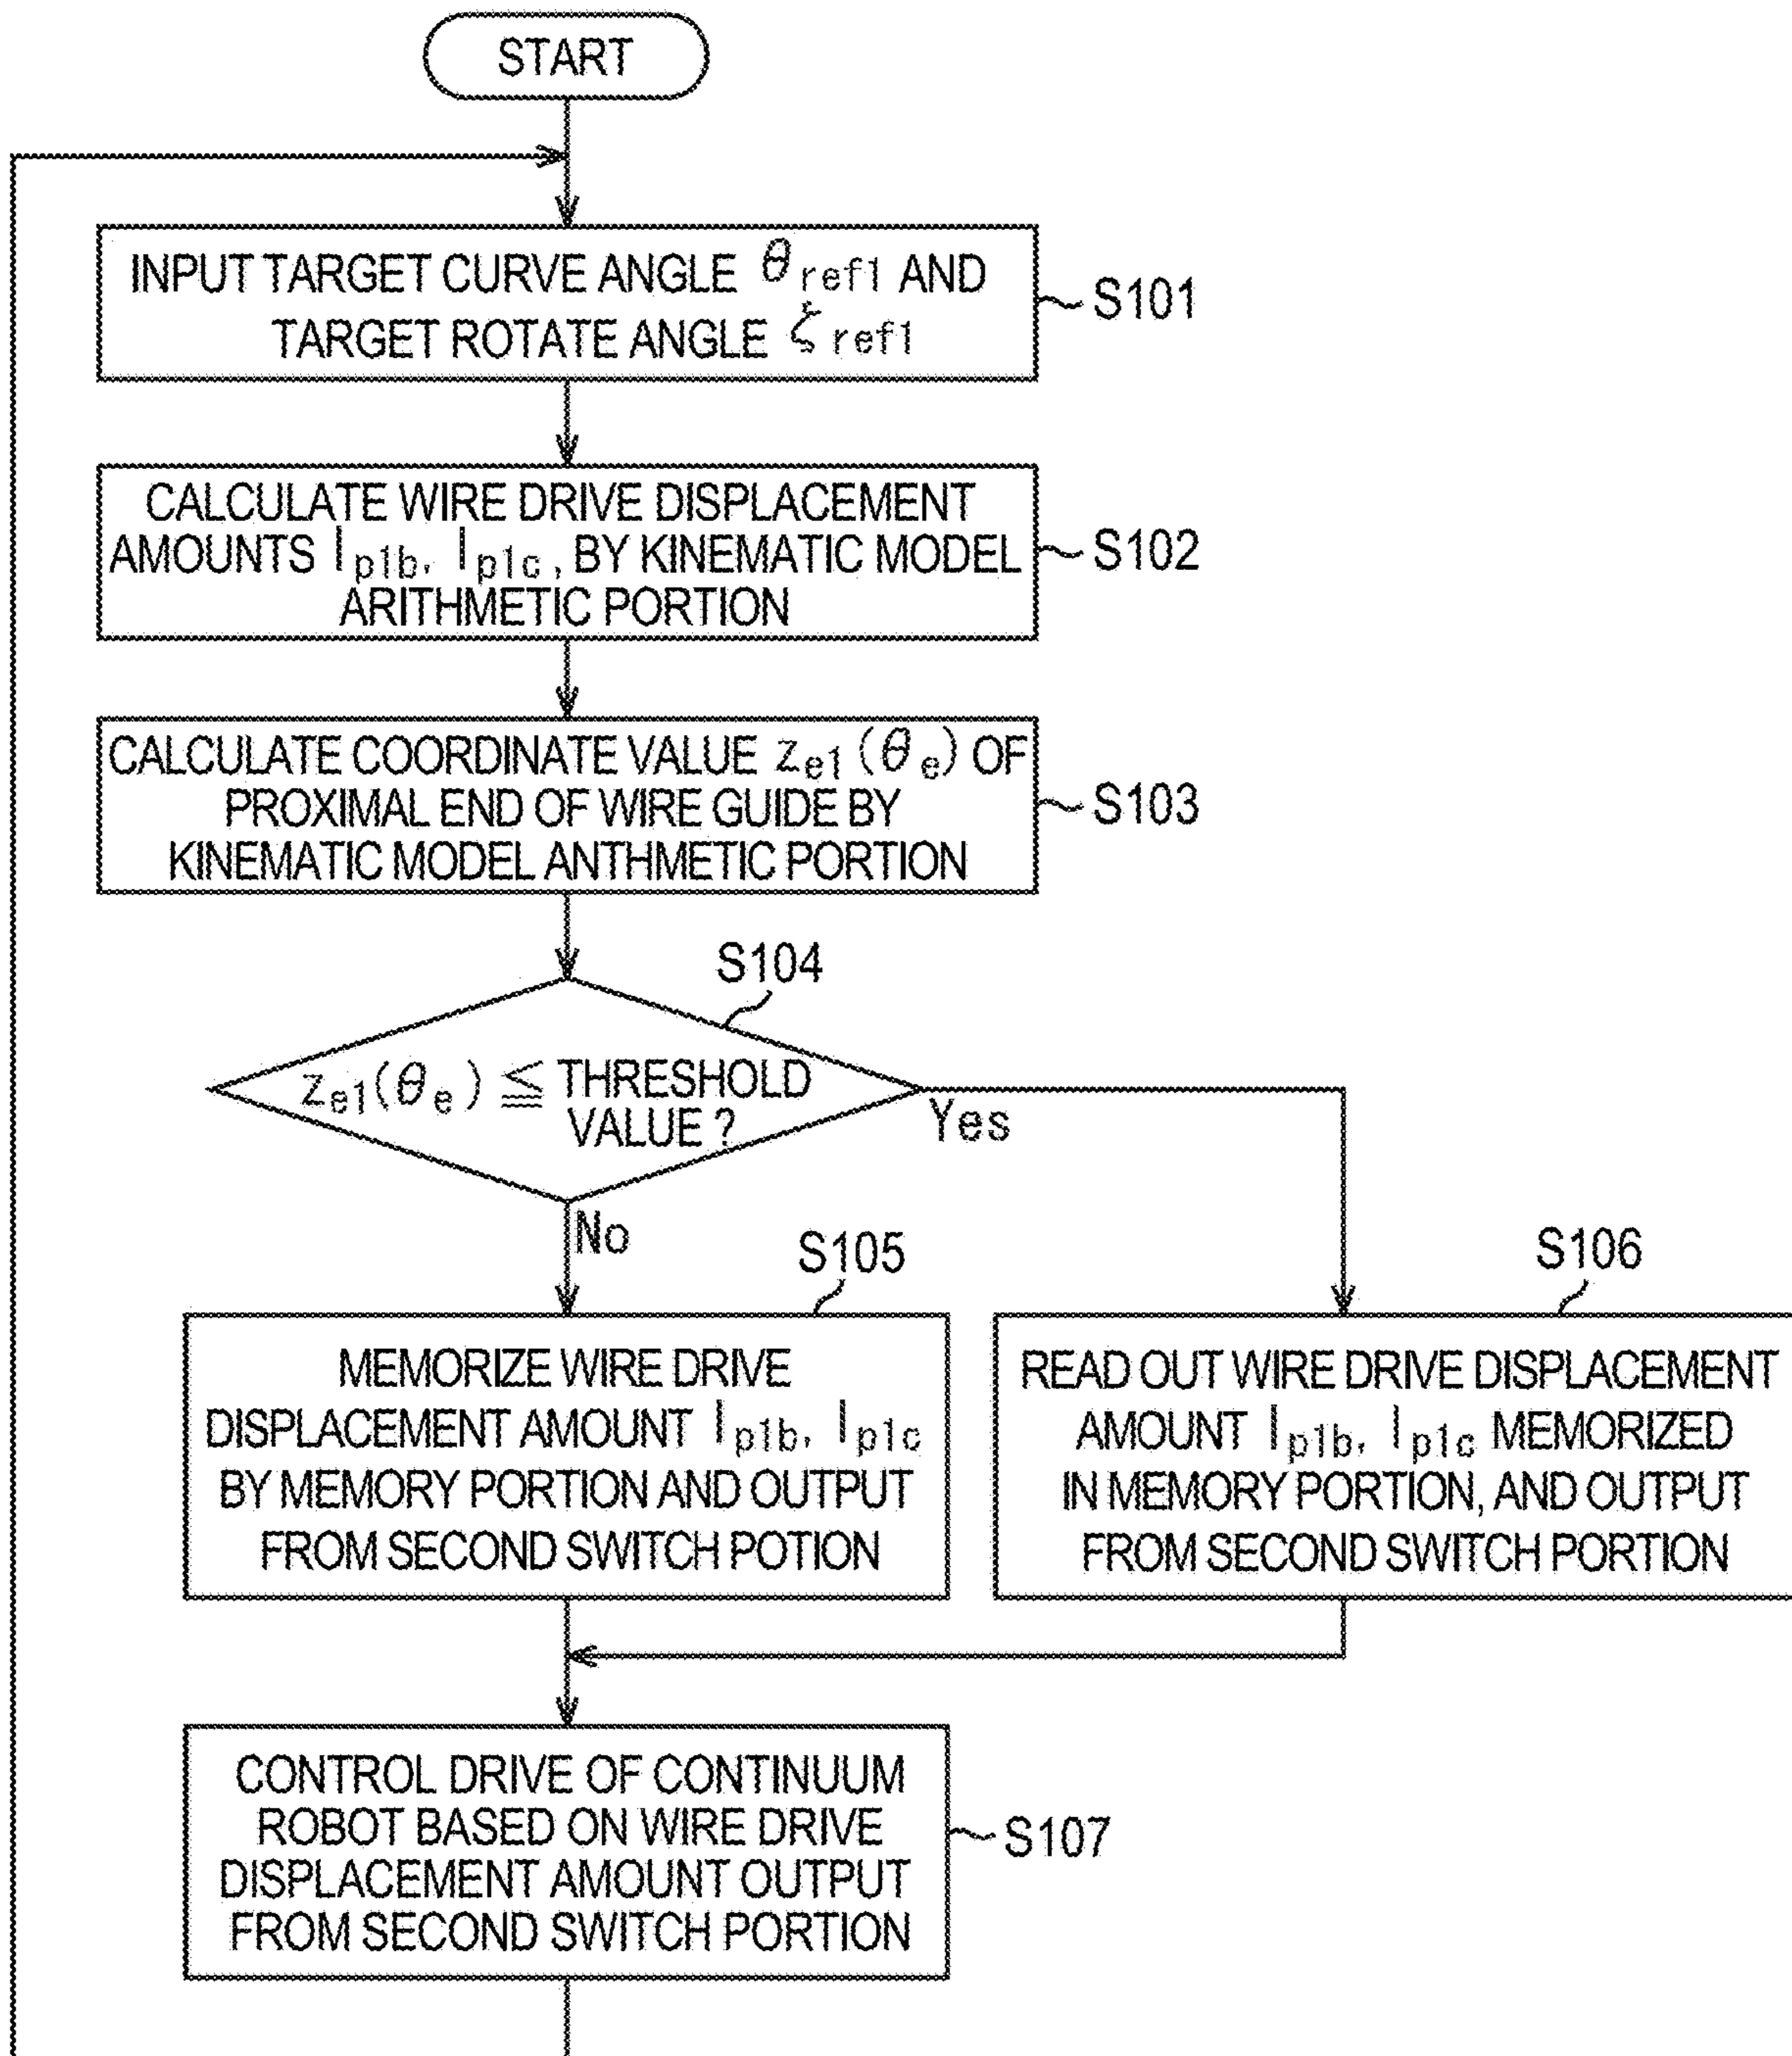 START
INPUT TARGET CURVE ANGLE θref1 AND
TARGET ROTATE ANGLE ζref1
S101
CALCULATE WIRE DRIVE DISPLACEMENT
AMOUNTS lp1b, lp1c, BY KINEMATIC MODEL
ARITHMETIC PORTION
S102
CALCULATE COORDINATE VALUE ze1(θe) OF
PROXIMAL END OF WIRE GUIDE BY
KINEMATIC MODEL ANTHMETIC PORTION
S103
S104
ze1(θe) ≦ THRESHOLD
VALUE ?
Yes
No
S105
MEMORIZE WIRE DRIVE
DISPLACEMENT AMOUNT lp1b, lp1c
BY MEMORY PORTION AND OUTPUT
FROM SECOND SWITCH POTION
S106
READ OUT WIRE DRIVE DISPLACEMENT
AMOUNT lp1b, lp1c MEMORIZED
IN MEMORY PORTION, AND OUTPUT
FROM SECOND SWITCH PORTION
CONTROL DRIVE OF CONTINUUM
ROBOT BASED ON WIRE DRIVE
DISPLACEMENT AMOUNT OUTPUT
FROM SECOND SWITCH PORTION
S107